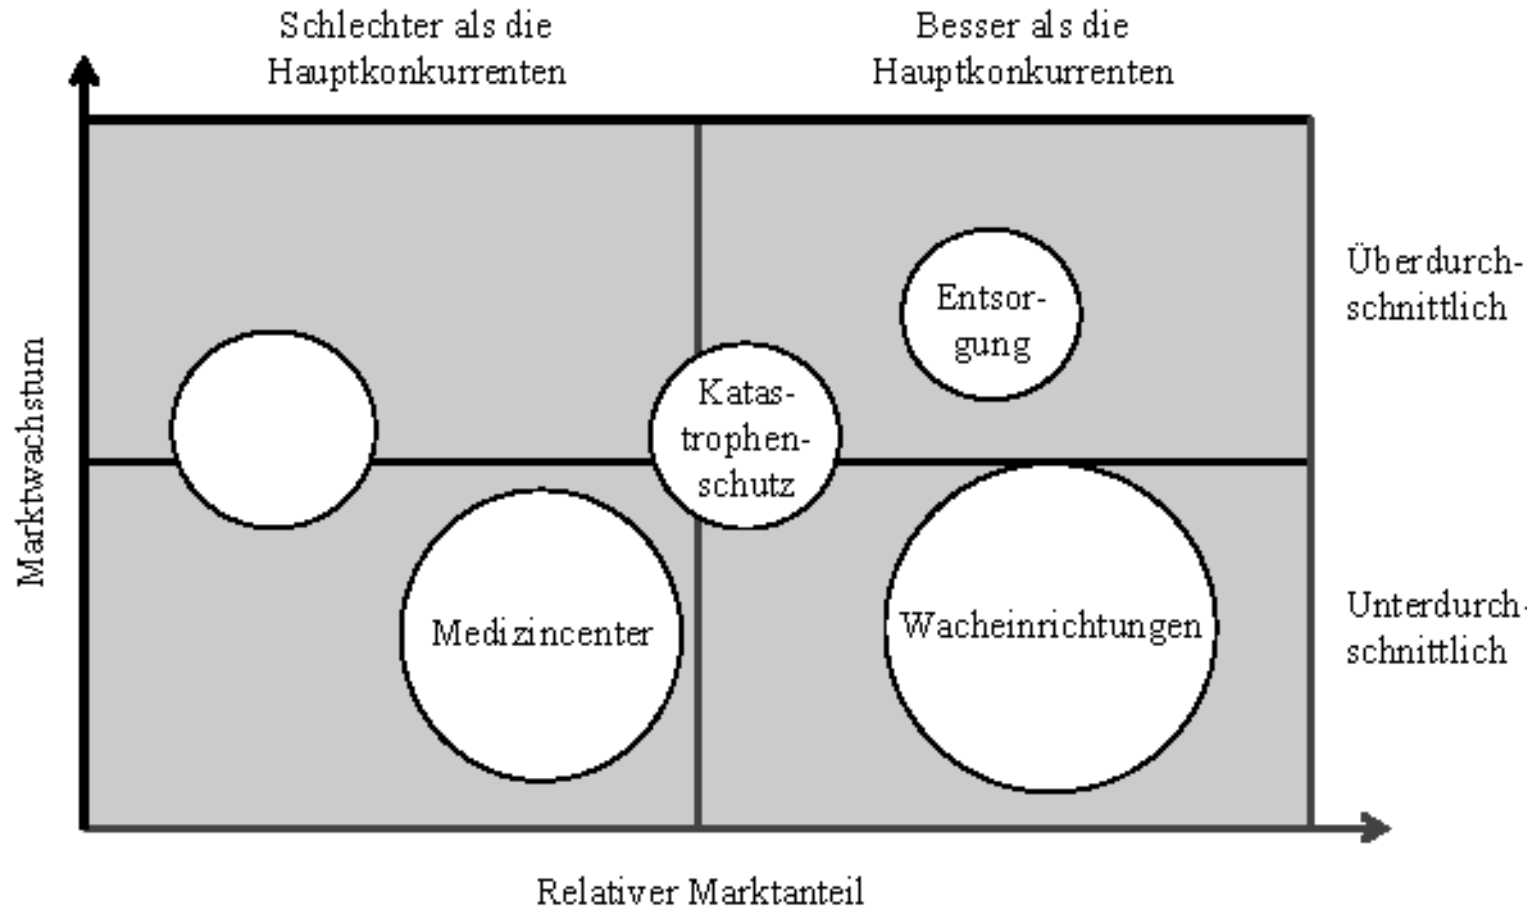 Schlechter als die
Hauptkonkurrenten
Besser als die
Hauptkonkurrenten
Überdurch-
schnittlich
Entsor-
gung
Katas-
trophen-
schutz
Marktwachstum
Medizincenter
Wacheinrichtungen
Unterdurch-
schnittlich
Relativer Marktanteil